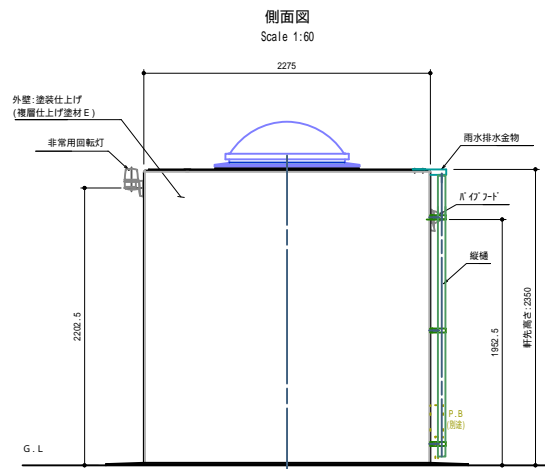 側面図
Scale 1:60
2275
外壁:塗装仕上げ
(複層仕上げ塗材E)
非常用回転灯
雨水排水金物
パイプフード
縦樋
2202.5
1952.5
軒先高さ:2350
P.B
(別途)
G.L